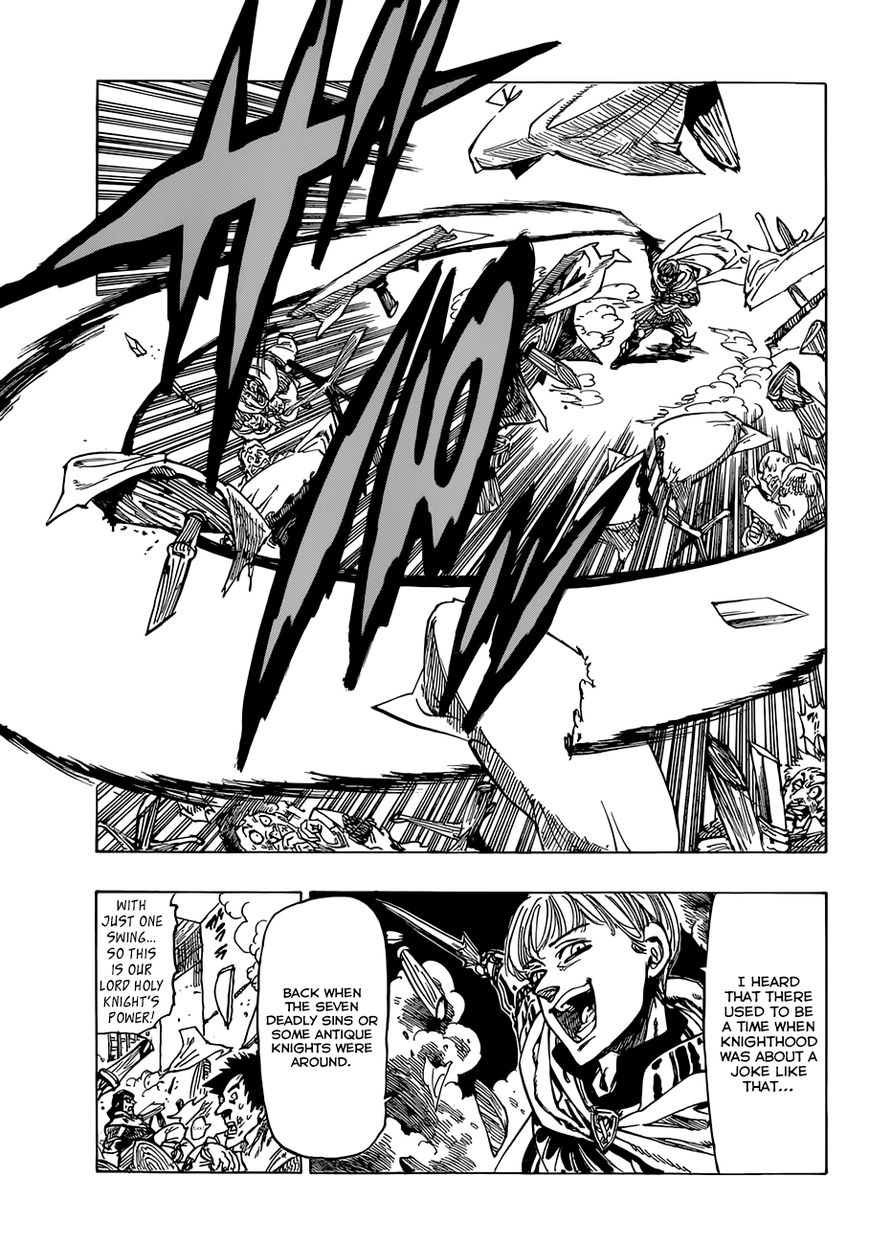 I HEARD
THAT THERE
USED TO BE
A TIME WHEN
KNIGHTHOOD
WAS ABOUT A
JOKE LIKE
THAT...
BACK WHEN
THE SEVEN
DEADLY SINS OR
SOME ANTIQUE
KNIGHTS WERE
AROUND.
WITH
JUST ONE
SWING...
SO THIS
IS OUR
LORD HOLY
KNIGHT'S
POWER!